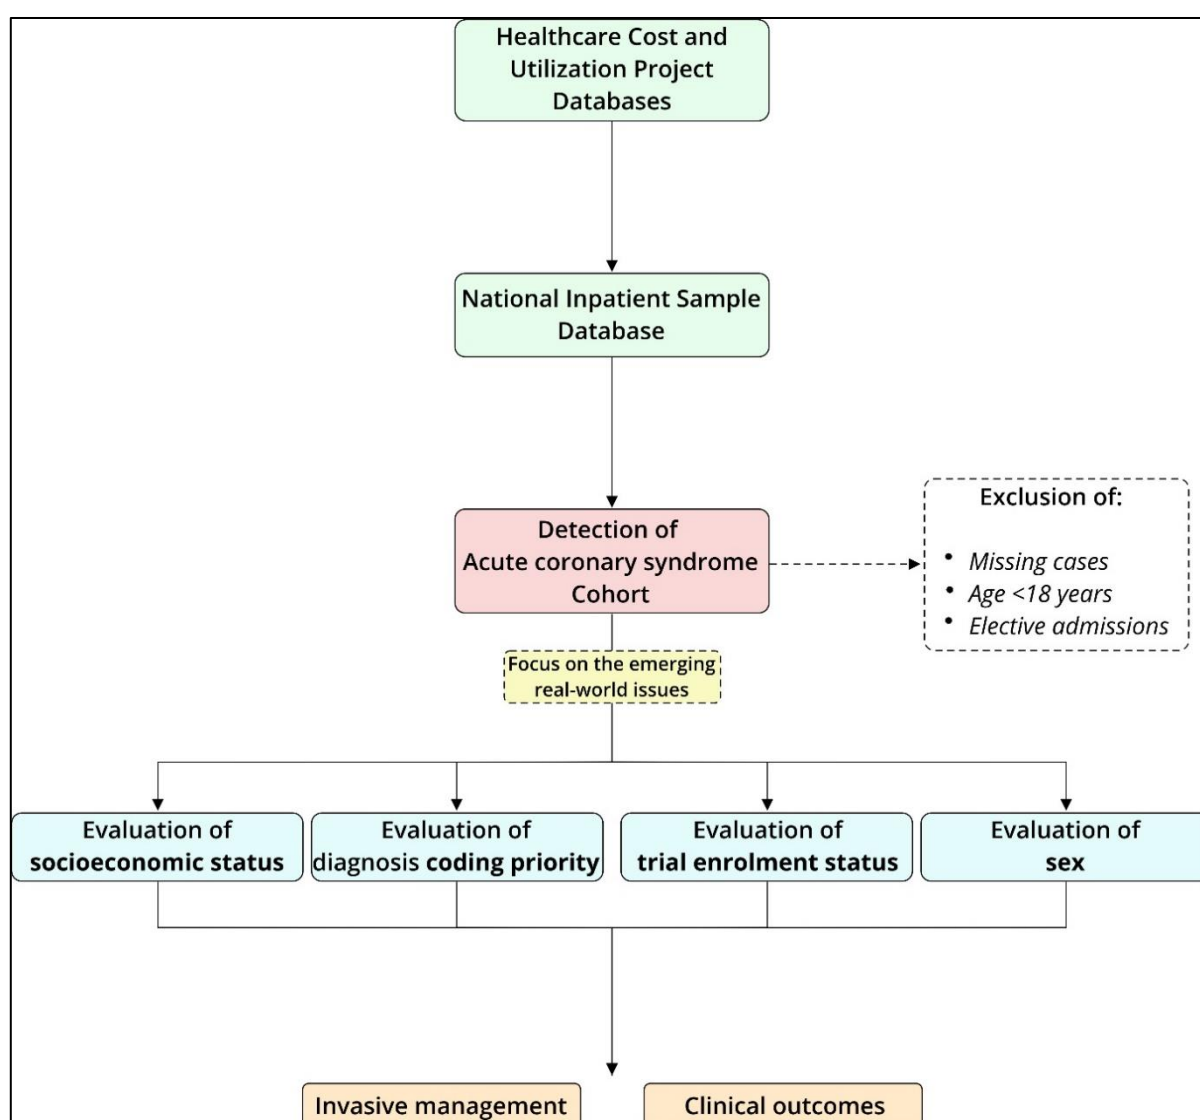 Healthcare Cost and
Utilization Project
Databases
National Inpatient Sample
Database
Detection of
Acute coronary syndrome
Cohort
Exclusion of:
• Missing cases
• Age <18 years
• Elective admissions
Focus on the emerging
real-world issues
Evaluation of
socioeconomic status
Evaluation of
diagnosis coding priority
Evaluation of
trial enrolment status
Evaluation of
sex
Invasive management
Clinical outcomes